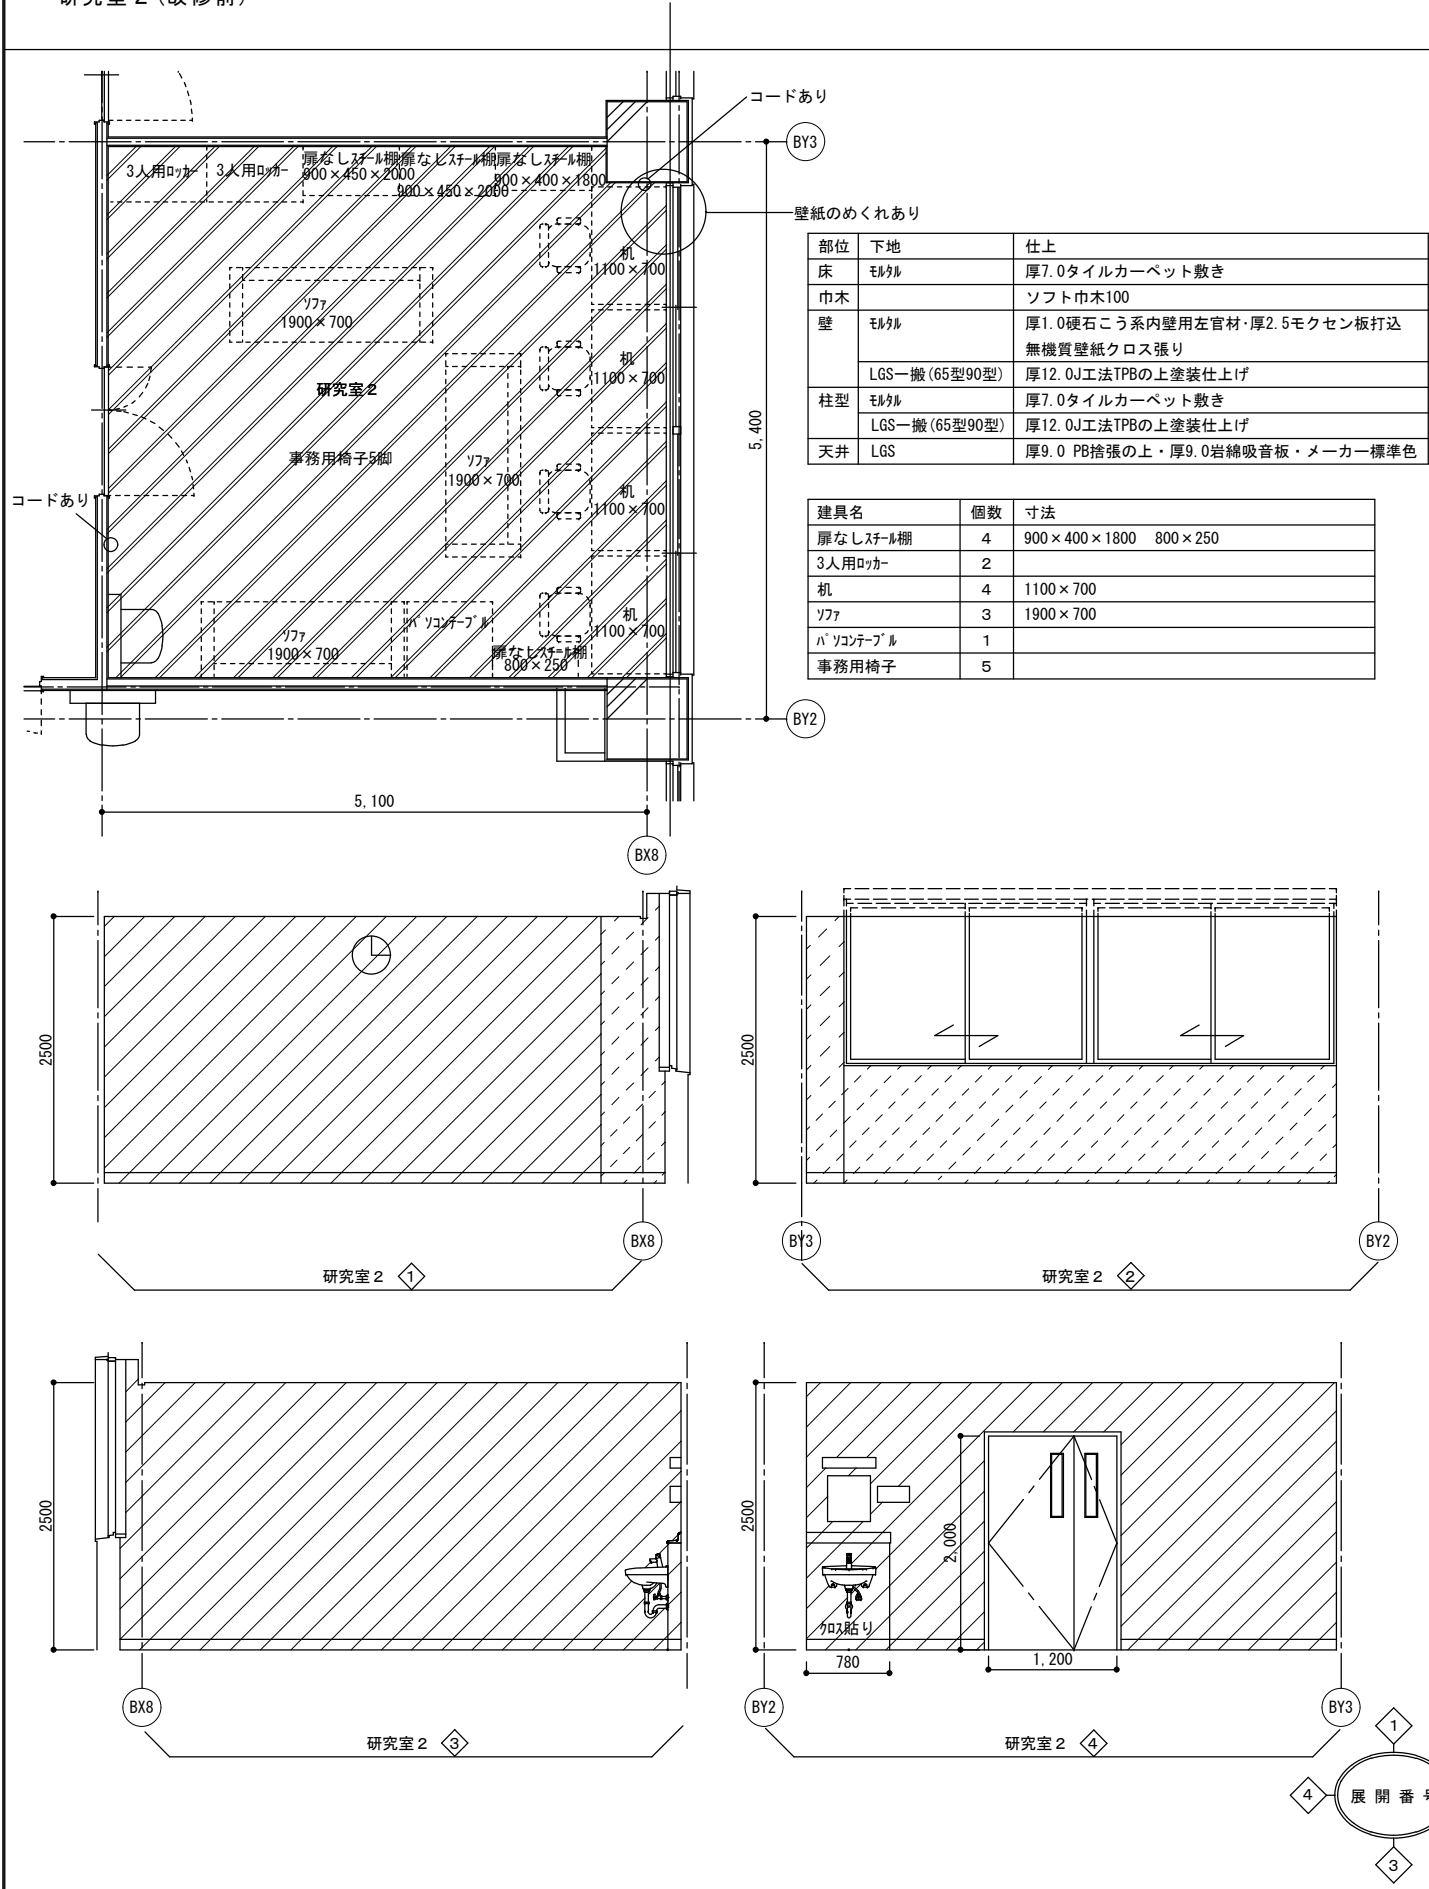 研究室２(改修前)
コードあり
BY3
3人用ﾛｯｶｰ
3人用ﾛｯｶｰ
扉なしｽﾁｰﾙ棚
900×450×2000
扉なしｽﾁｰﾙ棚
900×450×2000
扉なしｽﾁｰﾙ棚
900×400×1800
壁紙のめくれあり
机
1100×700
ソファ
1900×700
机
1100×700
研究室２
5,400
事務用椅子5脚
ソファ
1900×700
机
1100×700
コードあり
ソファ
1900×700
ﾊﾟｿｺﾝﾃｰﾌﾞﾙ
扉なしｽﾁｰﾙ棚
800×250
机
1100×700
BY2
5,100
BX8
部位 下地 仕上
床 ﾓﾙﾀﾙ 厚7.0タイルカーペット敷き
巾木 ソフト巾木100
壁 ﾓﾙﾀﾙ 厚1.0硬石こう系内壁用左官材･厚2.5モクセン板打込
無機質壁紙クロス張り
LGS一搬(65型90型) 厚12.0J工法TPBの上塗装仕上げ
柱型 ﾓﾙﾀﾙ 厚7.0タイルカーペット敷き
LGS一搬(65型90型) 厚12.0J工法TPBの上塗装仕上げ
天井 LGS 厚9.0 PB捨張の上・厚9.0岩綿吸音板・メーカー標準色
建具名 個数 寸法
扉なしｽﾁｰﾙ棚 4 900×400×1800 800×250
3人用ﾛｯｶｰ 2
机 4 1100×700
ソファ 3 1900×700
ﾊﾟｿｺﾝﾃｰﾌﾞﾙ 1
事務用椅子 5
2500
BX8
研究室２ 1
2500
BY3
BY2
研究室２ 2
2500
BX8
研究室２ 3
2500
2,000
ｸﾛｽ貼り
780
1,200
BY2
BY3
研究室２ 4
1
4
展開番号
3